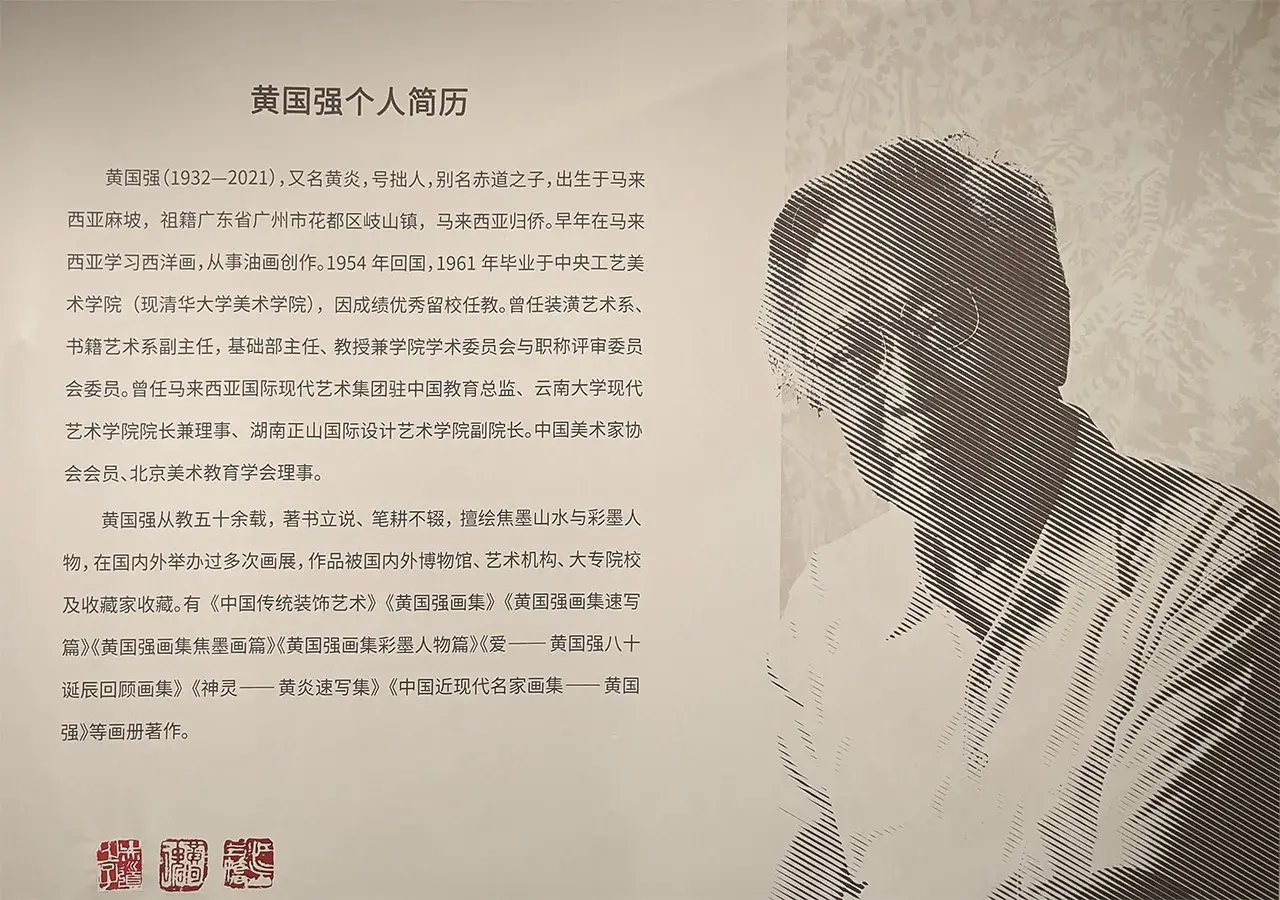 黄国强个人简历
黄国强（1932—2021），又名黄炎，号拙人，别名赤道之子，出生于马来
西亚麻坡，祖籍广东省广州市花都区岐山镇，马来西亚归侨。早年在马来
西亚学习西洋画，从事油画创作。1954 年回国，1961 年毕业于中央工艺美
术学院（现清华大学美术学院），因成绩优秀留校任教。曾任装潢艺术系、
书籍艺术系副主任，基础部主任、教授兼学院学术委员会与职称评审委员
会委员。曾任马来西亚国际现代艺术集团驻中国教育总监、云南大学现代
艺术学院院长兼理事、湖南正山国际设计艺术学院副院长。中国美术家协
会会员、北京美术教育学会理事。
黄国强从教五十余载，著书立说、笔耕不辍，擅绘焦墨山水与彩墨人
物，在国内外举办过多次画展，作品被国内外博物馆、艺术机构、大专院校
及收藏家收藏。有《中国传统装饰艺术》《黄国强画集》《黄国强画集速写
篇》《黄国强画集焦墨画篇》《黄国强画集彩墨人物篇》《爱——黄国强八十
诞辰回顾画集》《神灵——黄炎速写集》《中国近现代名家画集——黄国
强》等画册著作。